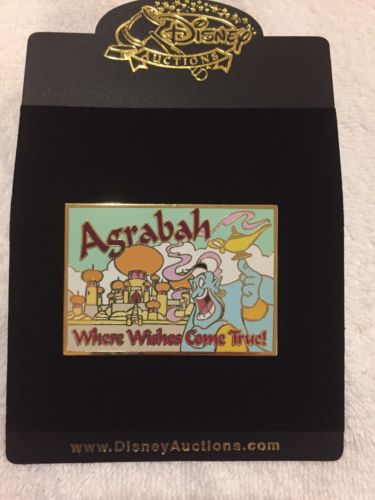 Disney
AUCTIONS
Agrabah
Where Wishes Come True!
www.DisneyAuctions.com